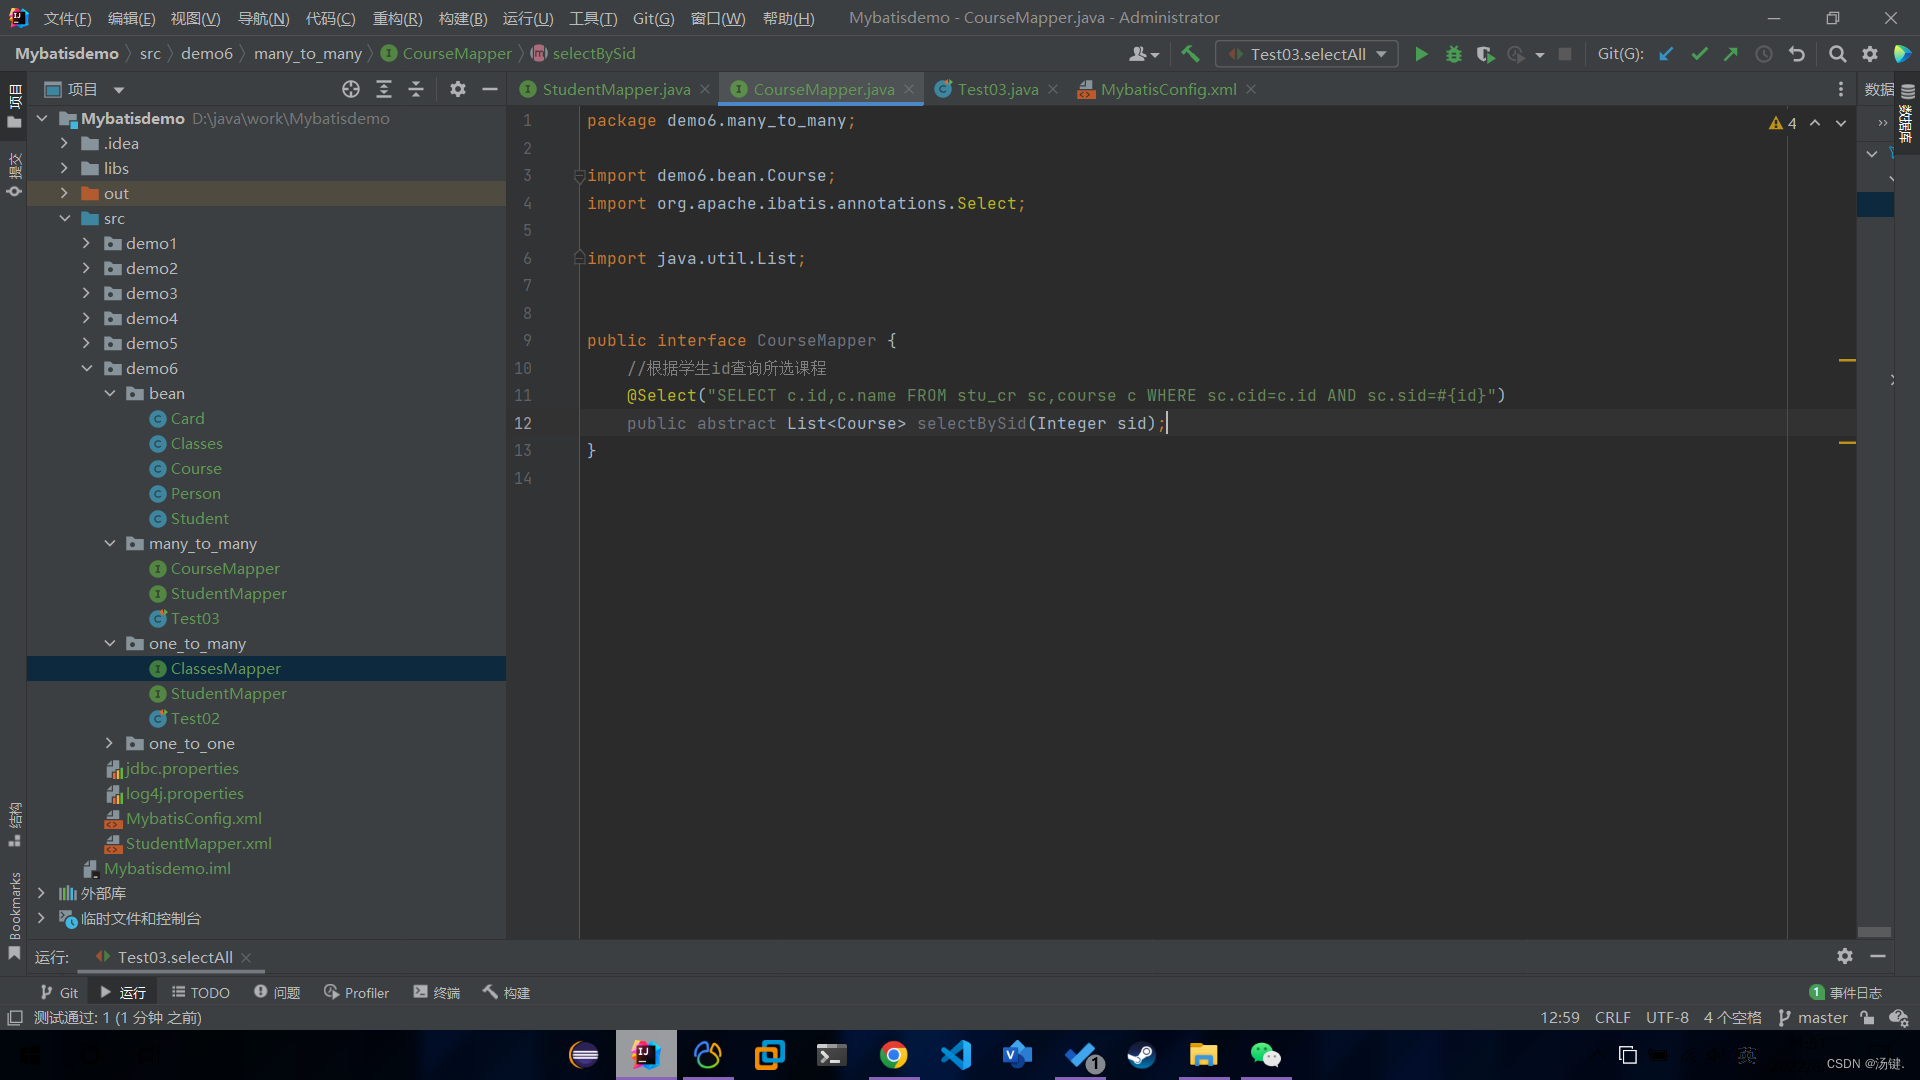 文件(F) 编辑(E) 视图(V) 导航(N) 代码(C) 重构(R) 构建(B) 运行(U) 工具(T) Git(G) 窗口(W) 帮助(H) Mybatisdemo - CourseMapper.java - Administrator
Mybatisdemo src demo6 many_to_many CourseMapper selectBySid Test03.selectAll Git(G):
项目 StudentMapper.java CourseMapper.java Test03.java MybatisConfig.xml 数据
项目
提交
结构
Bookmarks
数据库
Mybatisdemo D:\java\work\Mybatisdemo
.idea
libs
out
src
demo1
demo2
demo3
demo4
demo5
demo6
bean
Card
Classes
Course
Person
Student
many_to_many
CourseMapper
StudentMapper
Test03
one_to_many
ClassesMapper
StudentMapper
Test02
one_to_one
jdbc.properties
log4j.properties
MybatisConfig.xml
StudentMapper.xml
Mybatisdemo.iml
外部库
临时文件和控制台
4
1 package demo6.many_to_many;
2
3 import demo6.bean.Course;
4 import org.apache.ibatis.annotations.Select;
5
6 import java.util.List;
7
8
9 public interface CourseMapper {
10 //根据学生id查询所选课程
11 @Select("SELECT c.id,c.name FROM stu_cr sc,course c WHERE sc.cid=c.id AND sc.sid=#{id}")
12 public abstract List<Course> selectBySid(Integer sid);
13 }
14
运行: Test03.selectAll
Git 运行 TODO 问题 Profiler 终端 构建 1 事件日志
测试通过: 1 (1 分钟 之前) 12:59 CRLF UTF-8 4 个空格 master
1 英
CSDN @汤键.